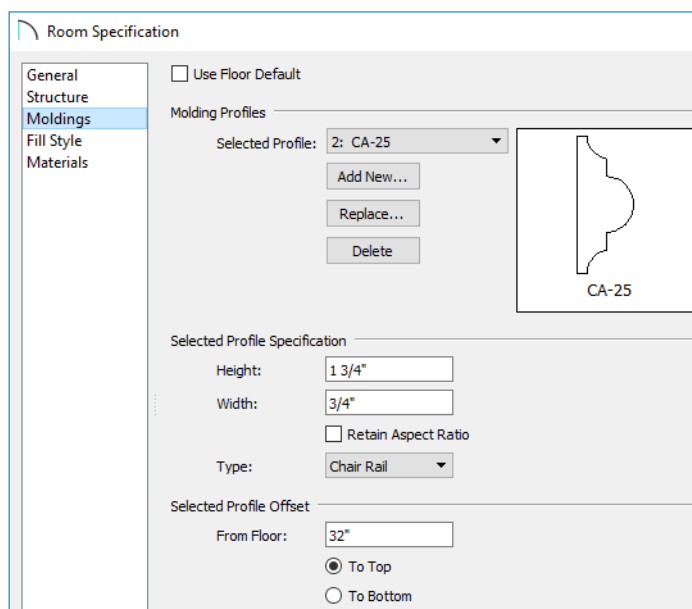 Room Specification
General
Structure
Moldings
Fill Style
Materials
Use Floor Default
Molding Profiles
Selected Profile: 2: CA-25
Add New...
Replace...
Delete
CA-25
Selected Profile Specification
Height: 1 3/4"
Width: 3/4"
Retain Aspect Ratio
Type: Chair Rail
Selected Profile Offset
From Floor: 32"
To Top
To Bottom